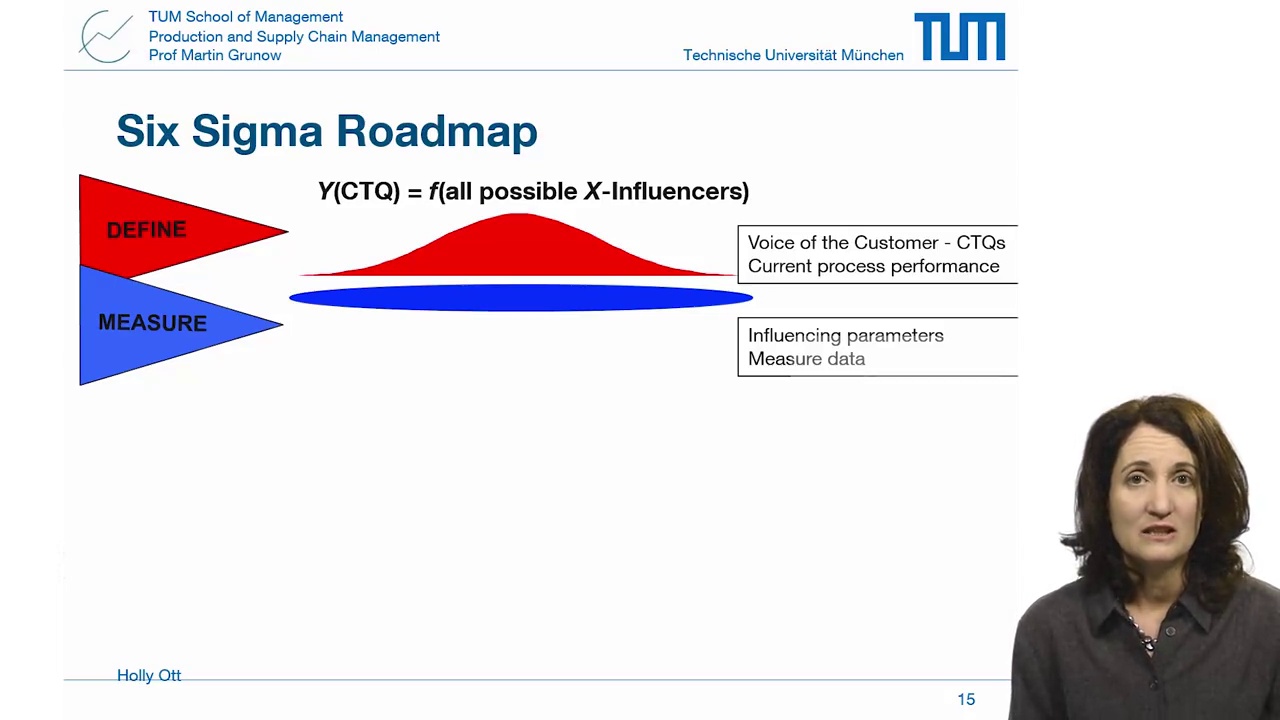 TUM School of Management
Production and Supply Chain Management
Prof Martin Grunow
Technische Universität München
TUM
Six Sigma Roadmap
Y(CTQ) = f(all possible X-Influencers)
DEFINE
Voice of the Customer - CTQs
Current process performance
MEASURE
Influencing parameters
Measure data
Holly Ott
15